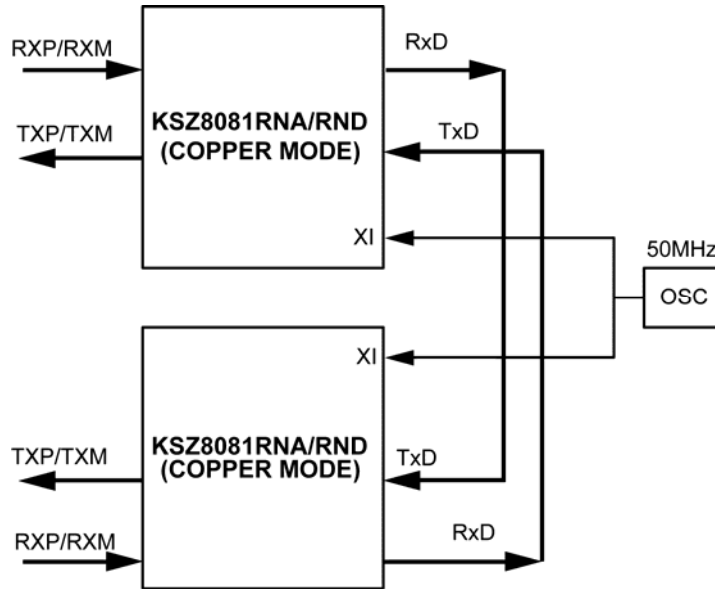 RXP/RXM
RxD
TXP/TXM
KSZ8081RNA/RND
(COPPER MODE)
TxD
XI
50MHz
OSC
XI
KSZ8081RNA/RND
(COPPER MODE)
TXP/TXM
TxD
RXP/RXM
RxD